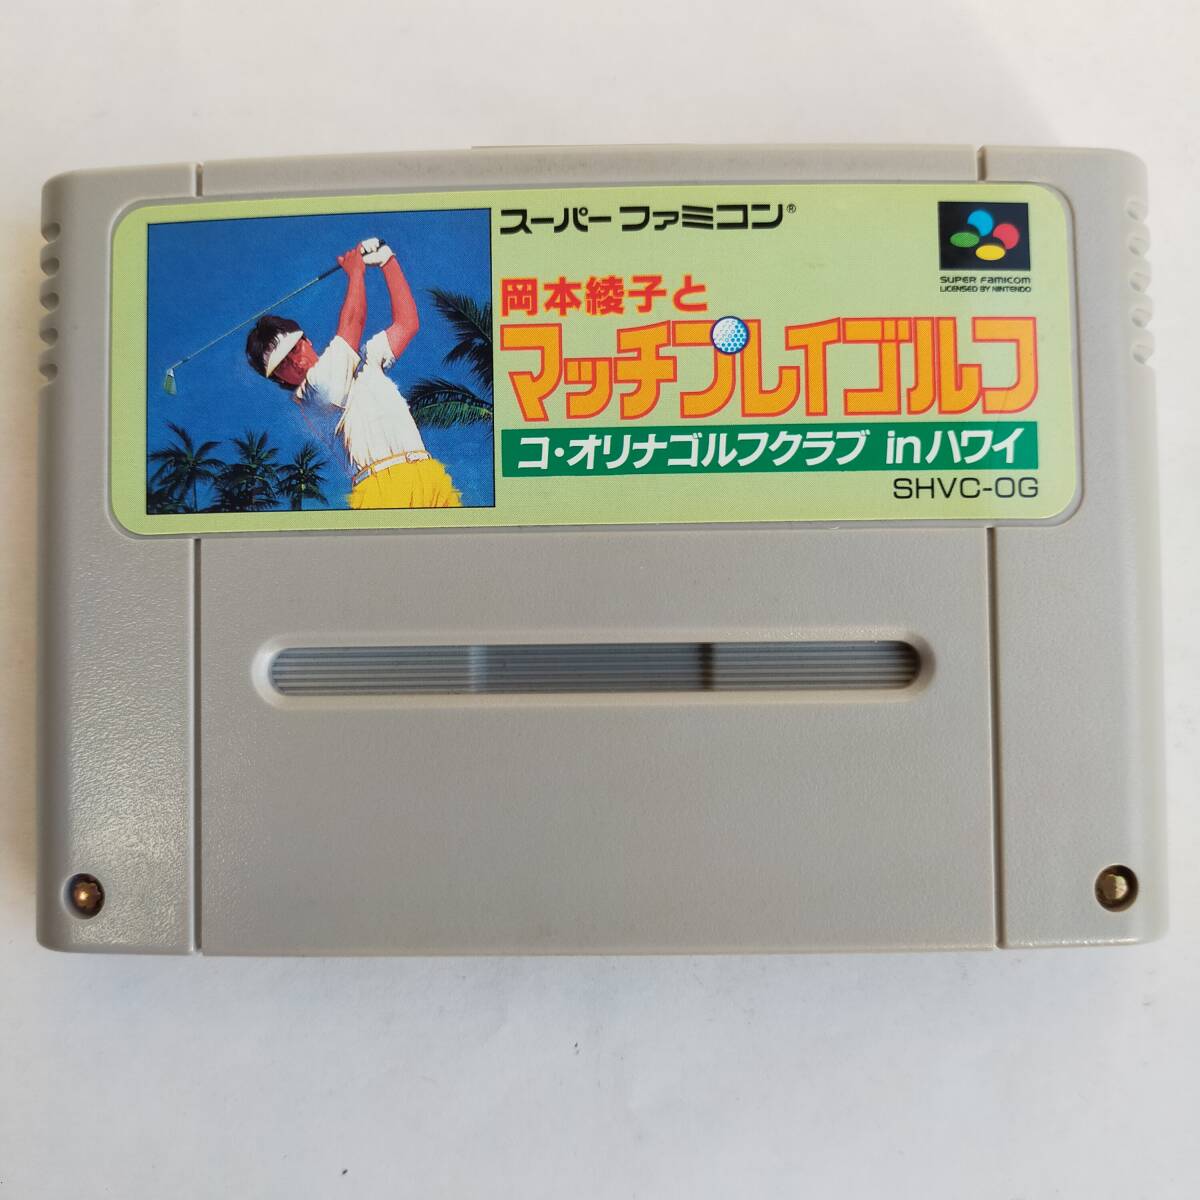 スーパーファミコン®
SUPER FAMICOM
LICENSED BY NINTENDO
岡本綾子と
マッチプレイゴルフ
コ・オリナゴルフクラブ inハワイ
SHVC-OG